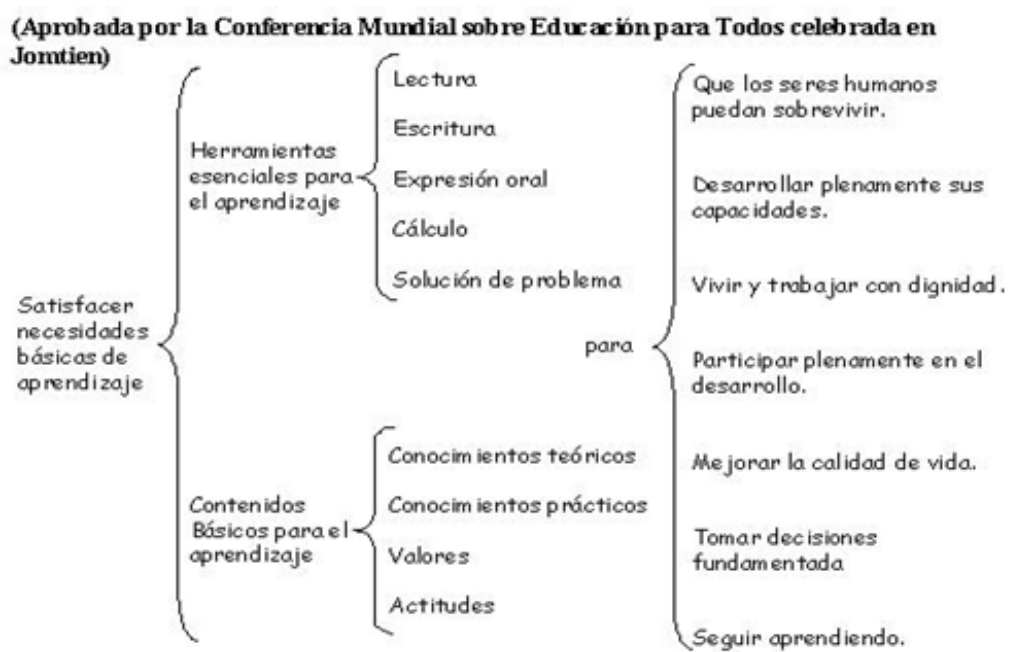 (Aprobada por la Conferencia Mundial sobre Educación para Todos celebrada en
Jomtien)
Satisfacer
necesidades
básicas de
aprendizaje
Herramientas
esenciales para
el aprendizaje
Lectura
Escritura
Expresión oral
Cálculo
Solución de problema
Contenidos
Básicos para el
aprendizaje
Conocimientos teóricos
Conocimientos prácticos
Valores
Actitudes
para
Que los seres humanos
puedan sobrevivir.
Desarrollar plenamente sus
capacidades.
Vivir y trabajar con dignidad.
Participar plenamente en el
desarrollo.
Mejorar la calidad de vida.
Tomar decisiones
fundamentada
Seguir aprendiendo.